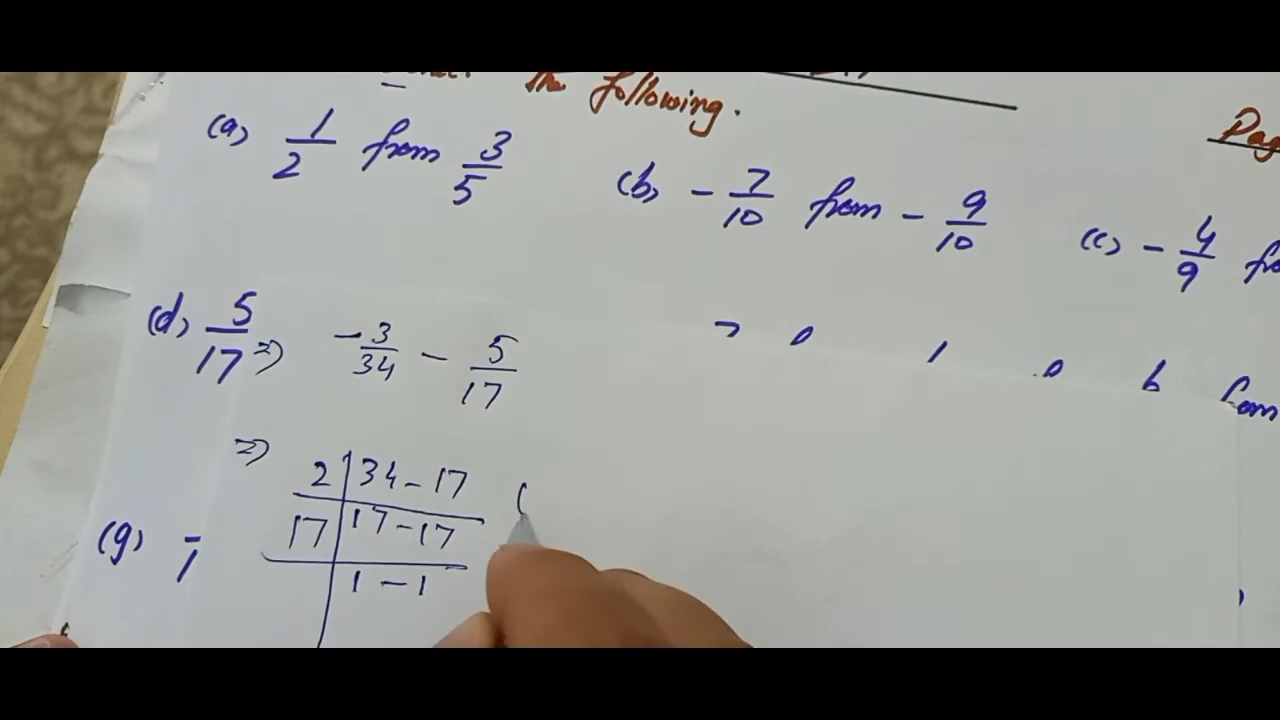 the following.
(a) 1/2 from 3/5 (b) - 7/10 from - 9/10 (c) - 4/9
(d) 5/17 => -3/34 - 5/17
from
=> 2 | 34 - 17
17 | 17 - 17
1 - 1
(g) -